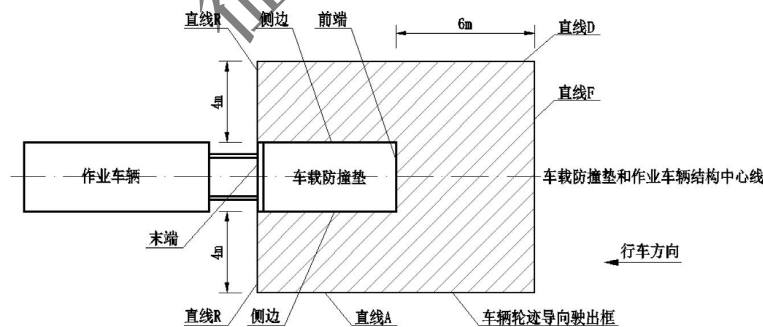 直线R
侧边
前端
6m
直线D
4m
直线F
作业车辆
车载防撞垫
车载防撞垫和作业车辆结构中心线
末端
4m
行车方向
直线R
侧边
直线A
车辆轮迹导向驶出框